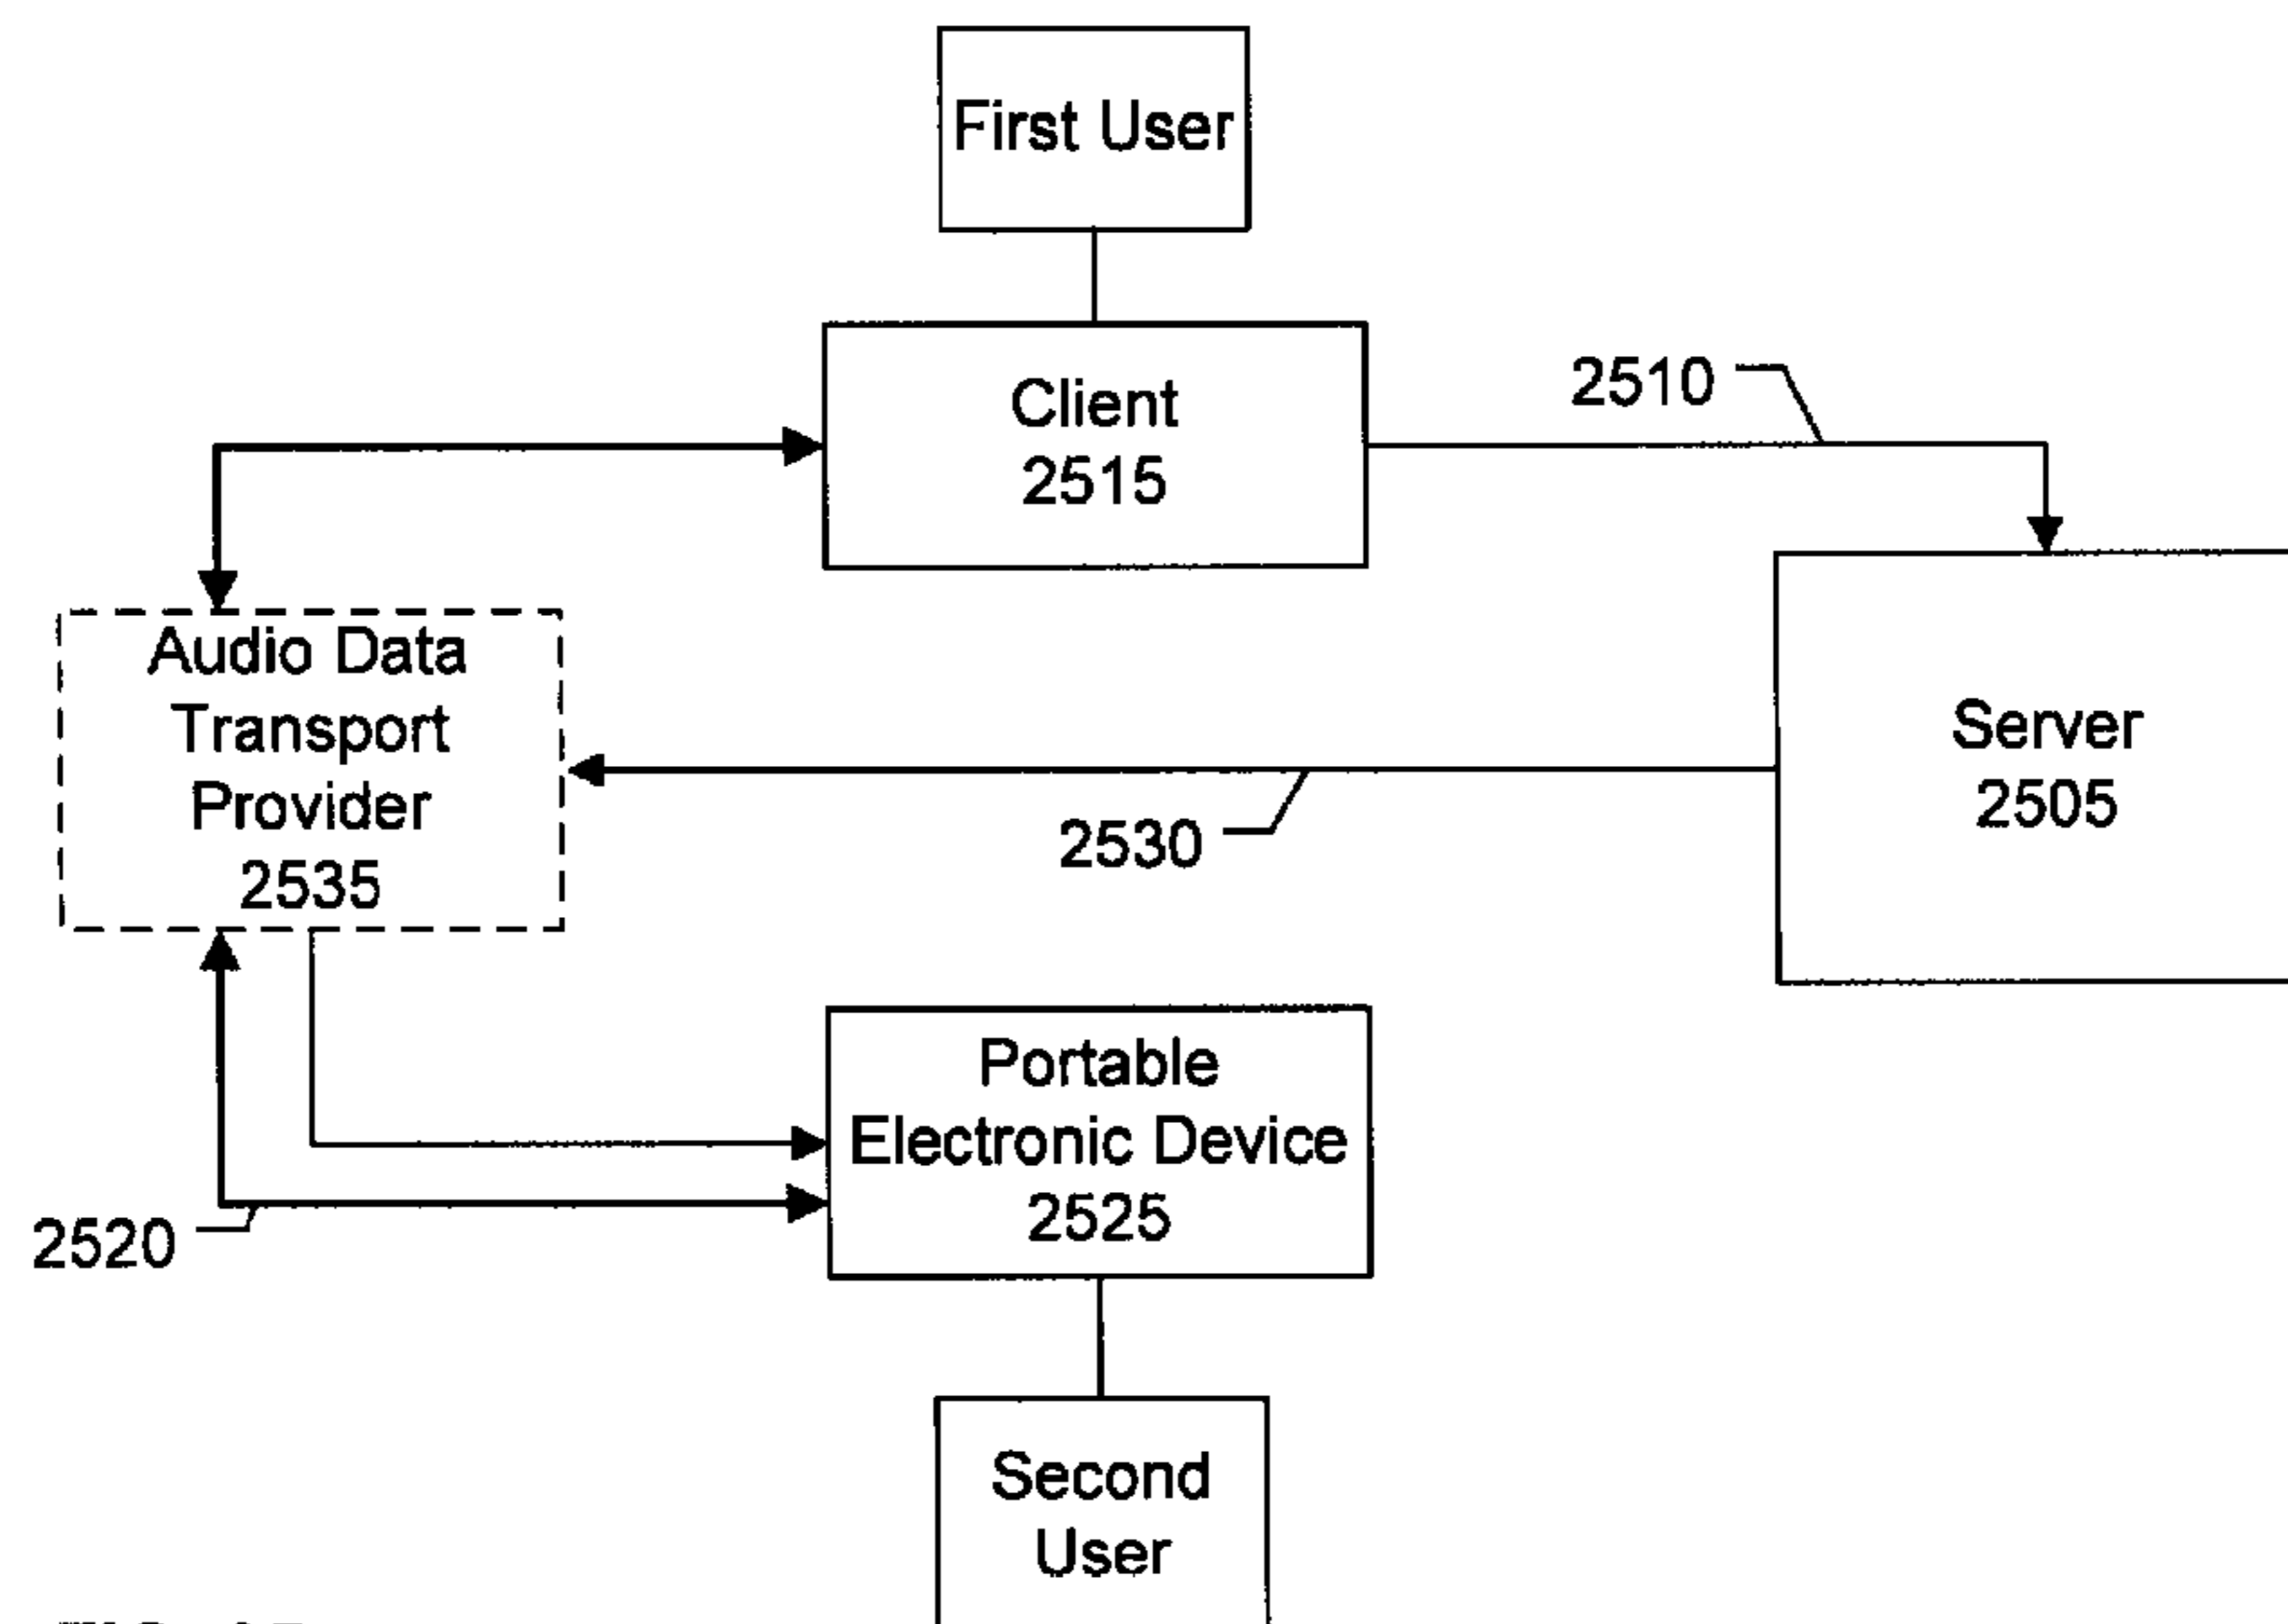 First User
Client
2515
2510
Audio Data
Transport
Provider
2535
Server
2505
2530
Portable
Electronic Device
2525
2520
Second
User